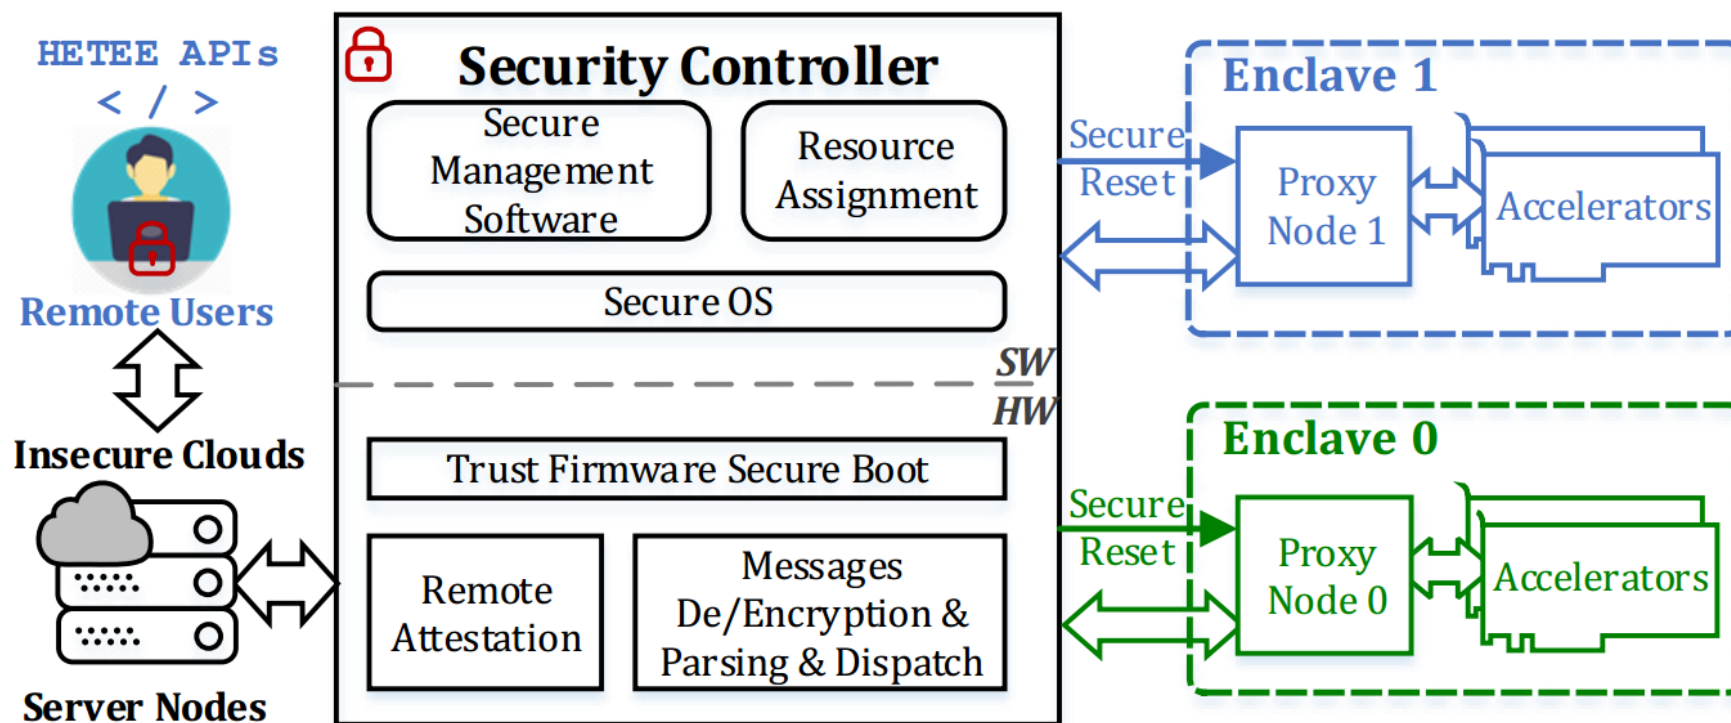 HETEE APIs
< / >
Remote Users
Insecure Clouds
Server Nodes
Security Controller
Secure
Management
Software
Resource
Assignment
Secure OS
SW
HW
Trust Firmware Secure Boot
Remote
Attestation
Messages
De/Encryption &
Parsing & Dispatch
Secure
Reset
Enclave 1
Proxy
Node 1
Accelerators
Secure
Reset
Enclave 0
Proxy
Node 0
Accelerators